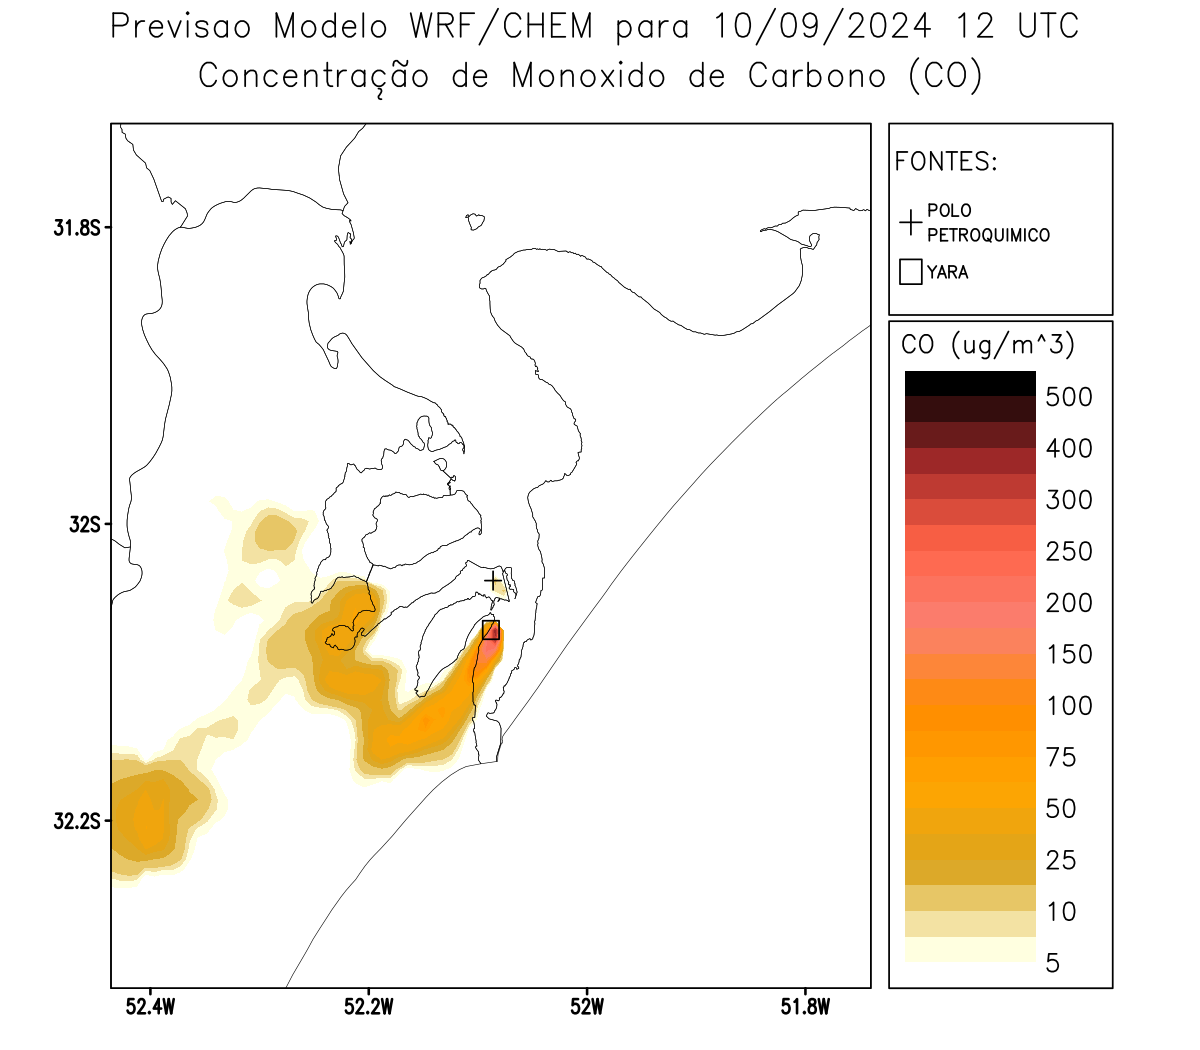 Previsao Modelo WRF/CHEM para 10/09/2024 12 UTC
Concentração de Monoxido de Carbono (CO)
FONTES:
POLO
PETROQUIMICO
YARA
CO (ug/m^3)
500
400
300
250
200
150
100
75
50
25
10
5
31.8S
32S
32.2S
52.4W
52.2W
52W
51.8W